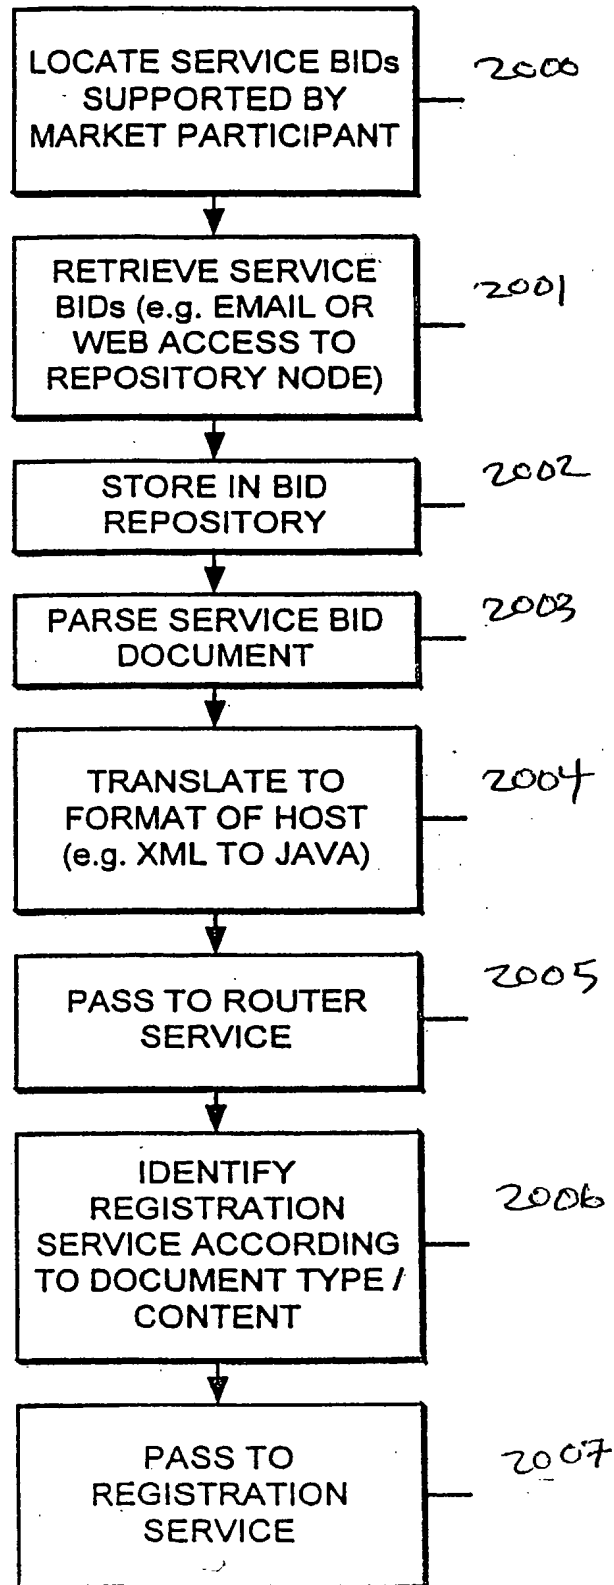 LOCATE SERVICE BIDs
SUPPORTED BY
MARKET PARTICIPANT
2000
RETRIEVE SERVICE
BIDs (e.g. EMAIL OR
WEB ACCESS TO
REPOSITORY NODE)
2001
STORE IN BID
REPOSITORY
2002
PARSE SERVICE BID
DOCUMENT
2003
TRANSLATE TO
FORMAT OF HOST
(e.g. XML TO JAVA)
2004
PASS TO ROUTER
SERVICE
2005
IDENTIFY
REGISTRATION
SERVICE ACCORDING
TO DOCUMENT TYPE /
CONTENT
2006
PASS TO
REGISTRATION
SERVICE
2007